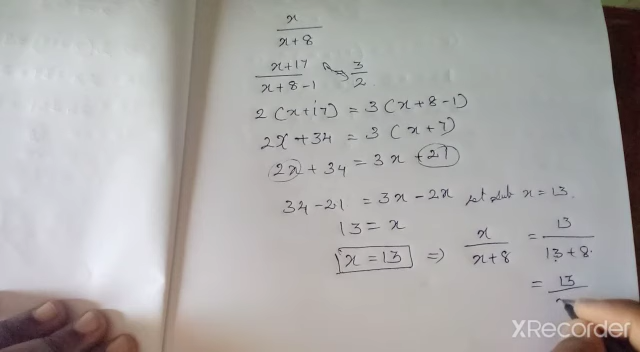 x/(x+8)
(x+17)/(x+8-1) = 3/2
2(x+17) = 3(x+8-1)
2x+34 = 3(x+7)
2x+34 = 3x+21
34-21 = 3x-2x
sub x=13.
13 = x
x=13 ⇒ x/(x+8) = 13/(13+8.)
= 13/
XRecorder